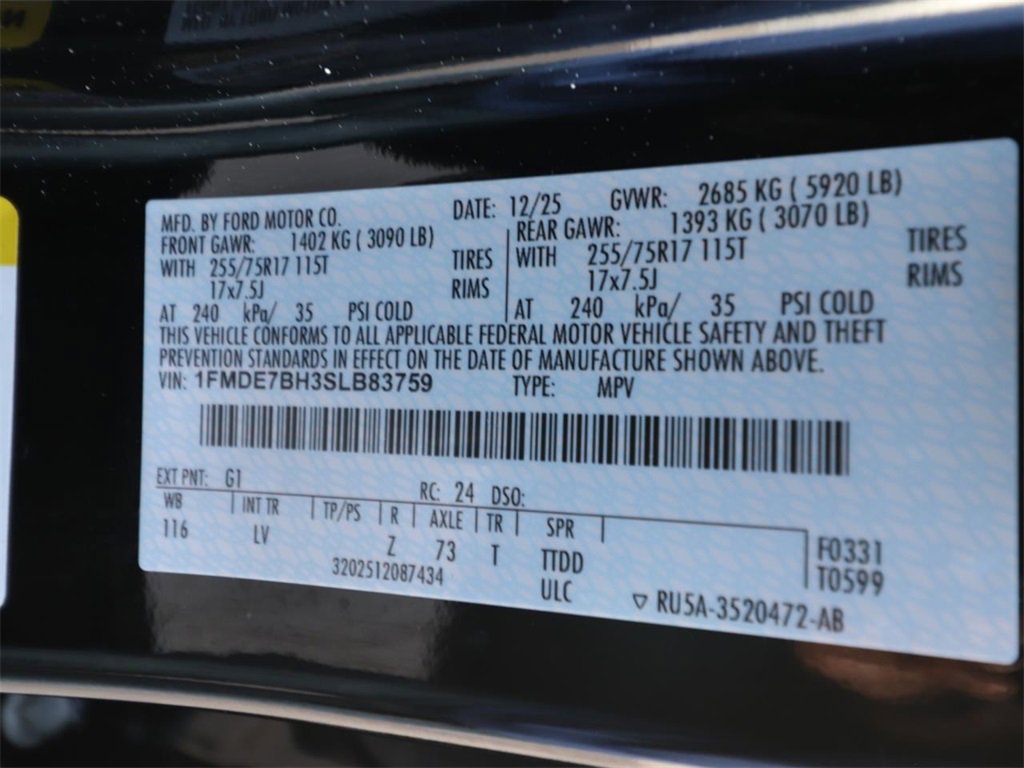 MFD. BY FORD MOTOR CO. DATE: 12/25 GVWR: 2685 KG ( 5920 LB)
FRONT GAWR: 1402 KG ( 3090 LB) REAR GAWR: 1393 KG ( 3070 LB)
WITH 255/75R17 115T TIRES WITH 255/75R17 115T TIRES
17x7.5J RIMS 17x7.5J RIMS
AT 240 kPa/ 35 PSI COLD AT 240 kPa/ 35 PSI COLD
THIS VEHICLE CONFORMS TO ALL APPLICABLE FEDERAL MOTOR VEHICLE SAFETY AND THEFT
PREVENTION STANDARDS IN EFFECT ON THE DATE OF MANUFACTURE SHOWN ABOVE.
VIN: 1FMDE7BH3SLB83759 TYPE: MPV
EXT PNT: G1 RC: 24 DSO:
WB INT TR TP/PS R AXLE TR SPR
116 LV Z 73 T TTDD F0331
3202512087434 ULC T0599
RU5A-3520472-AB